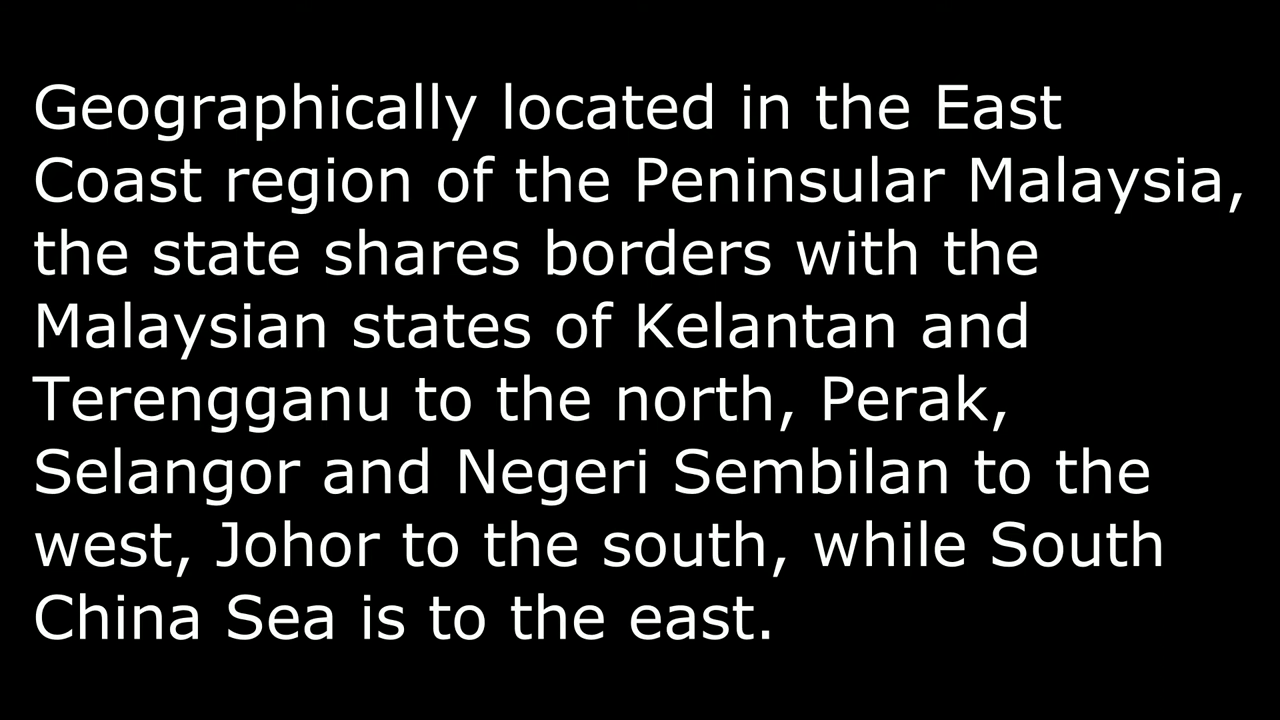 Geographically located in the East
Coast region of the Peninsular Malaysia,
the state shares borders with the
Malaysian states of Kelantan and
Terengganu to the north, Perak,
Selangor and Negeri Sembilan to the
west, Johor to the south, while South
China Sea is to the east.